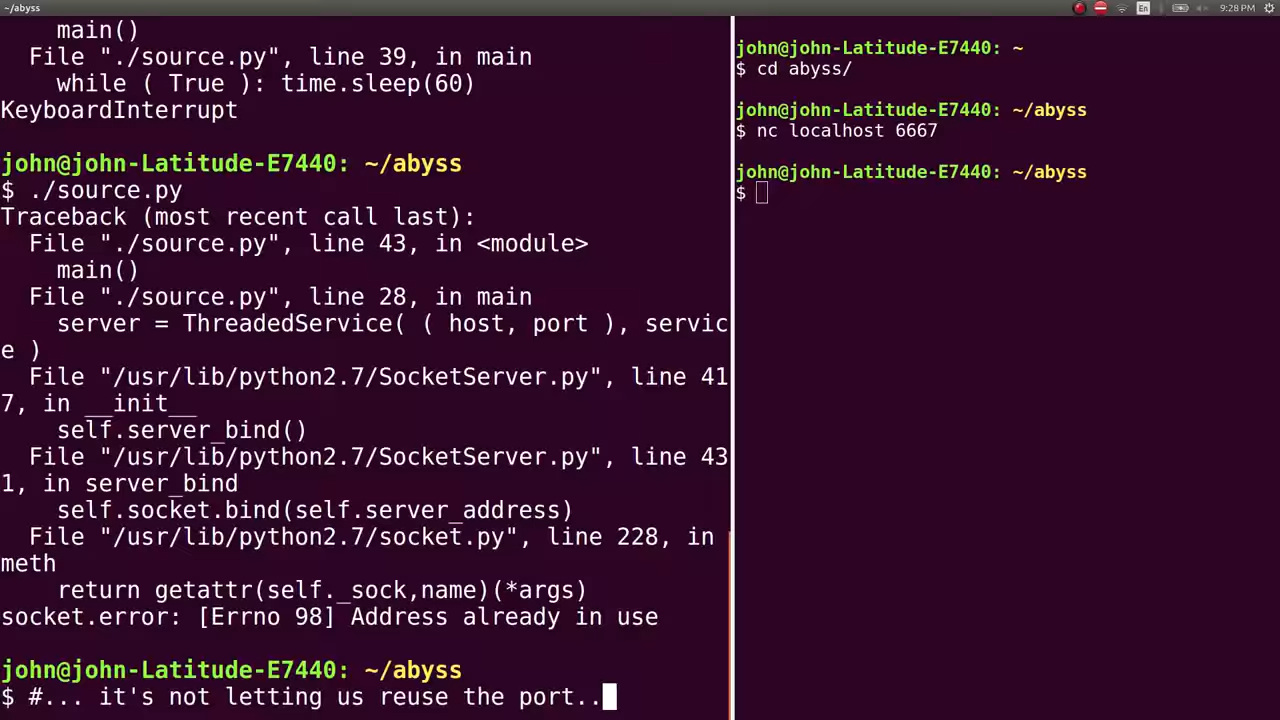 ~/abyss
En
9:28 PM
main()
File "./source.py", line 39, in main
while ( True ): time.sleep(60)
KeyboardInterrupt
john@john-Latitude-E7440: ~/abyss
$ ./source.py
Traceback (most recent call last):
File "./source.py", line 43, in <module>
main()
File "./source.py", line 28, in main
server = ThreadedService( ( host, port ), servic
e )
File "/usr/lib/python2.7/SocketServer.py", line 41
7, in __init__
self.server_bind()
File "/usr/lib/python2.7/SocketServer.py", line 43
1, in server_bind
self.socket.bind(self.server_address)
File "/usr/lib/python2.7/socket.py", line 228, in
meth
return getattr(self._sock,name)(*args)
socket.error: [Errno 98] Address already in use
john@john-Latitude-E7440: ~/abyss
$ #... it's not letting us reuse the port..
john@john-Latitude-E7440: ~
$ cd abyss/
john@john-Latitude-E7440: ~/abyss
$ nc localhost 6667
john@john-Latitude-E7440: ~/abyss
$